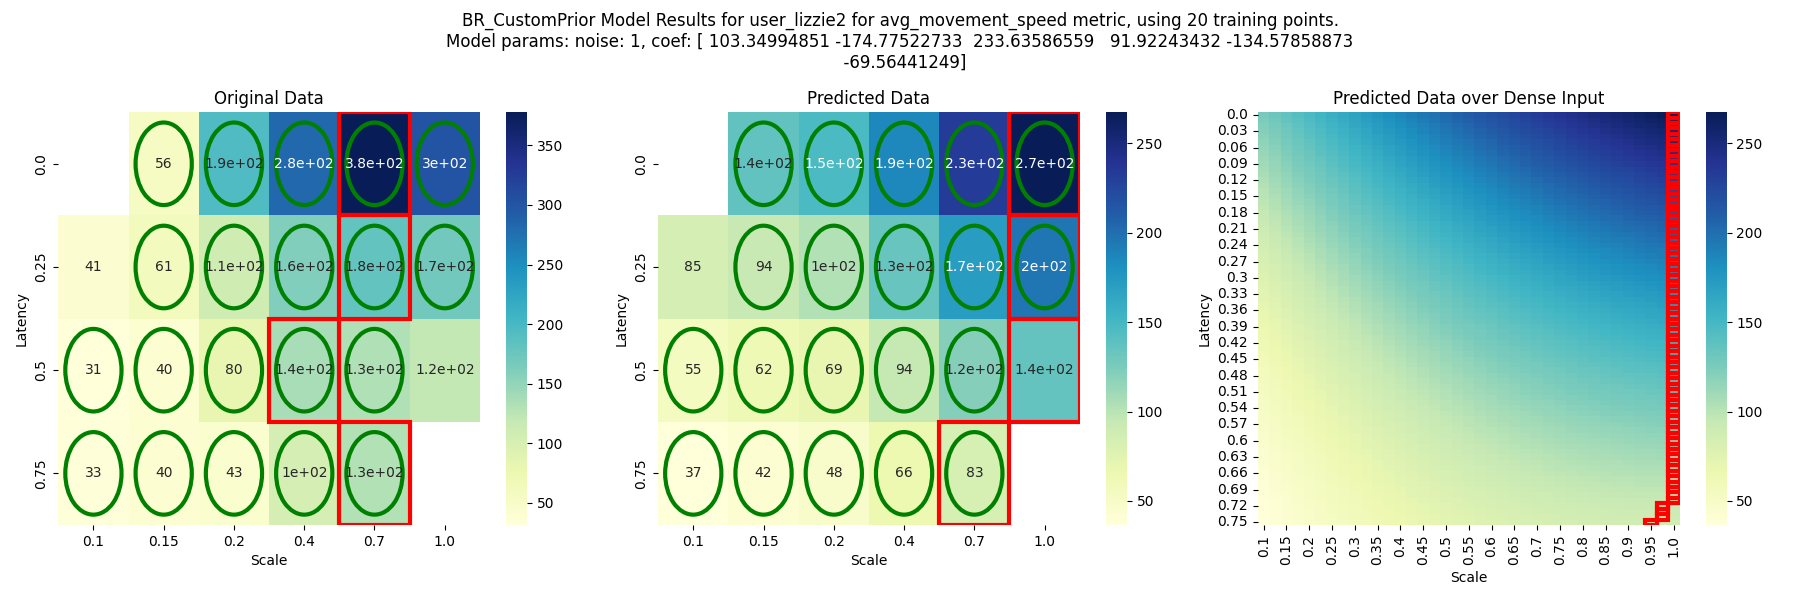 BR_CustomPrior Model Results for user_lizzie2 for avg_movement_speed metric, using 20 training points.
Model params: noise: 1, coef: [ 103.34994851 -174.77522733  233.63586559   91.92243432 -134.57858873
-69.56441249]
Original Data
Latency
0.0
56
1.9e+02
2.8e+02
3.8e+02
3e+02
0.25
41
61
1.1e+02
1.6e+02
1.8e+02
1.7e+02
0.5
31
40
80
1.4e+02
1.3e+02
1.2e+02
0.75
33
40
43
1e+02
1.3e+02
0.1
0.15
0.2
0.4
0.7
1.0
Scale
350
300
250
200
150
100
50
Predicted Data
Latency
0.0
1.4e+02
1.5e+02
1.9e+02
2.3e+02
2.7e+02
0.25
85
94
1e+02
1.3e+02
1.7e+02
2e+02
0.5
55
62
69
94
1.2e+02
1.4e+02
0.75
37
42
48
66
83
0.1
0.15
0.2
0.4
0.7
1.0
Scale
250
200
150
100
50
Predicted Data over Dense Input
Latency
0.0
0.03
0.06
0.09
0.12
0.15
0.18
0.21
0.24
0.27
0.3
0.33
0.36
0.39
0.42
0.45
0.48
0.51
0.54
0.57
0.6
0.63
0.66
0.69
0.72
0.75
0.1
0.15
0.2
0.25
0.3
0.35
0.4
0.45
0.5
0.55
0.6
0.65
0.7
0.75
0.8
0.85
0.9
0.95
1.0
Scale
250
200
150
100
50